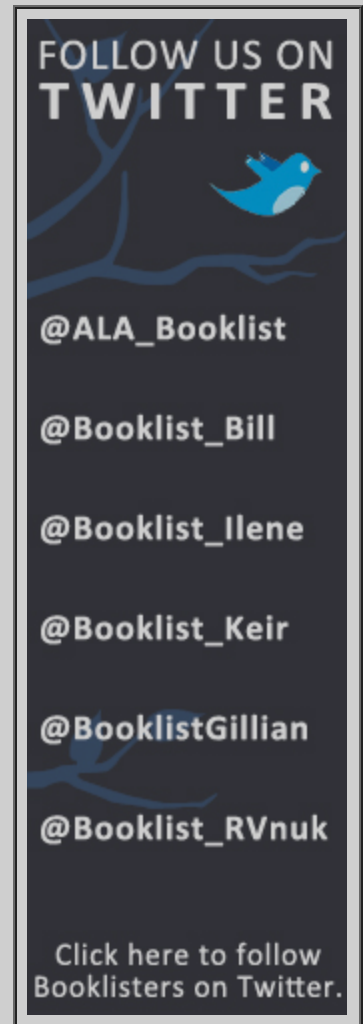 FOLLOW US ON
TWITTER
@ALA_Booklist
@Booklist_Bill
@Booklist_Ilene
@Booklist_Keir
@BooklistGillian
@Booklist_RVnuk
Click here to follow
Booklisters on Twitter.